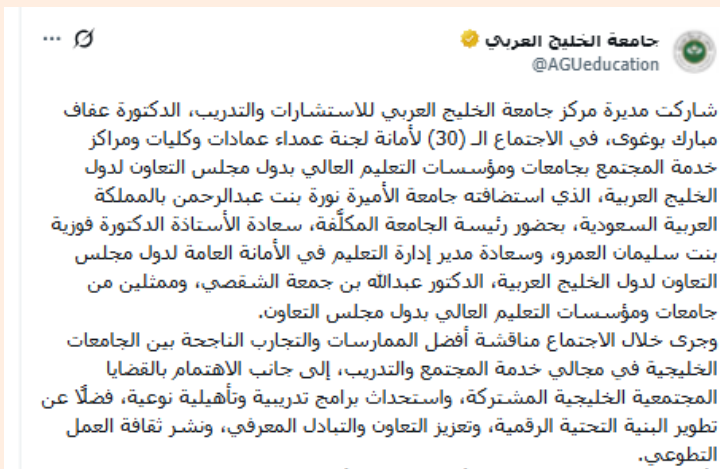 جامعة الخليج العربي
@AGUeducation
شاركت مديرة مركز جامعة الخليج العربي للاستشارات والتدريب، الدكتورة عفاف
مبارك بوغوى، في الاجتماع الـ (30) لأمانة لجنة عمداء عمادات وكليات ومراكز
خدمة المجتمع بجامعات ومؤسسات التعليم العالي بدول مجلس التعاون لدول
الخليج العربية، الذي استضافته جامعة الأميرة نورة بنت عبدالرحمن بالمملكة
العربية السعودية، بحضور رئيسة الجامعة المكلَّفة، سعادة الأستاذة الدكتورة فوزية
بنت سليمان العمرو، وسعادة مدير إدارة التعليم في الأمانة العامة لدول مجلس
التعاون لدول الخليج العربية، الدكتور عبدالله بن جمعة الشقصي، وممثلين من
جامعات ومؤسسات التعليم العالي بدول مجلس التعاون.
وجرى خلال الاجتماع مناقشة أفضل الممارسات والتجارب الناجحة بين الجامعات
الخليجية في مجالي خدمة المجتمع والتدريب، إلى جانب الاهتمام بالقضايا
المجتمعية الخليجية المشتركة، واستحداث برامج تدريبية وتأهيلية نوعية، فضلًا عن
تطوير البنية التحتية الرقمية، وتعزيز التعاون والتبادل المعرفي، ونشر ثقافة العمل
التطوعي.